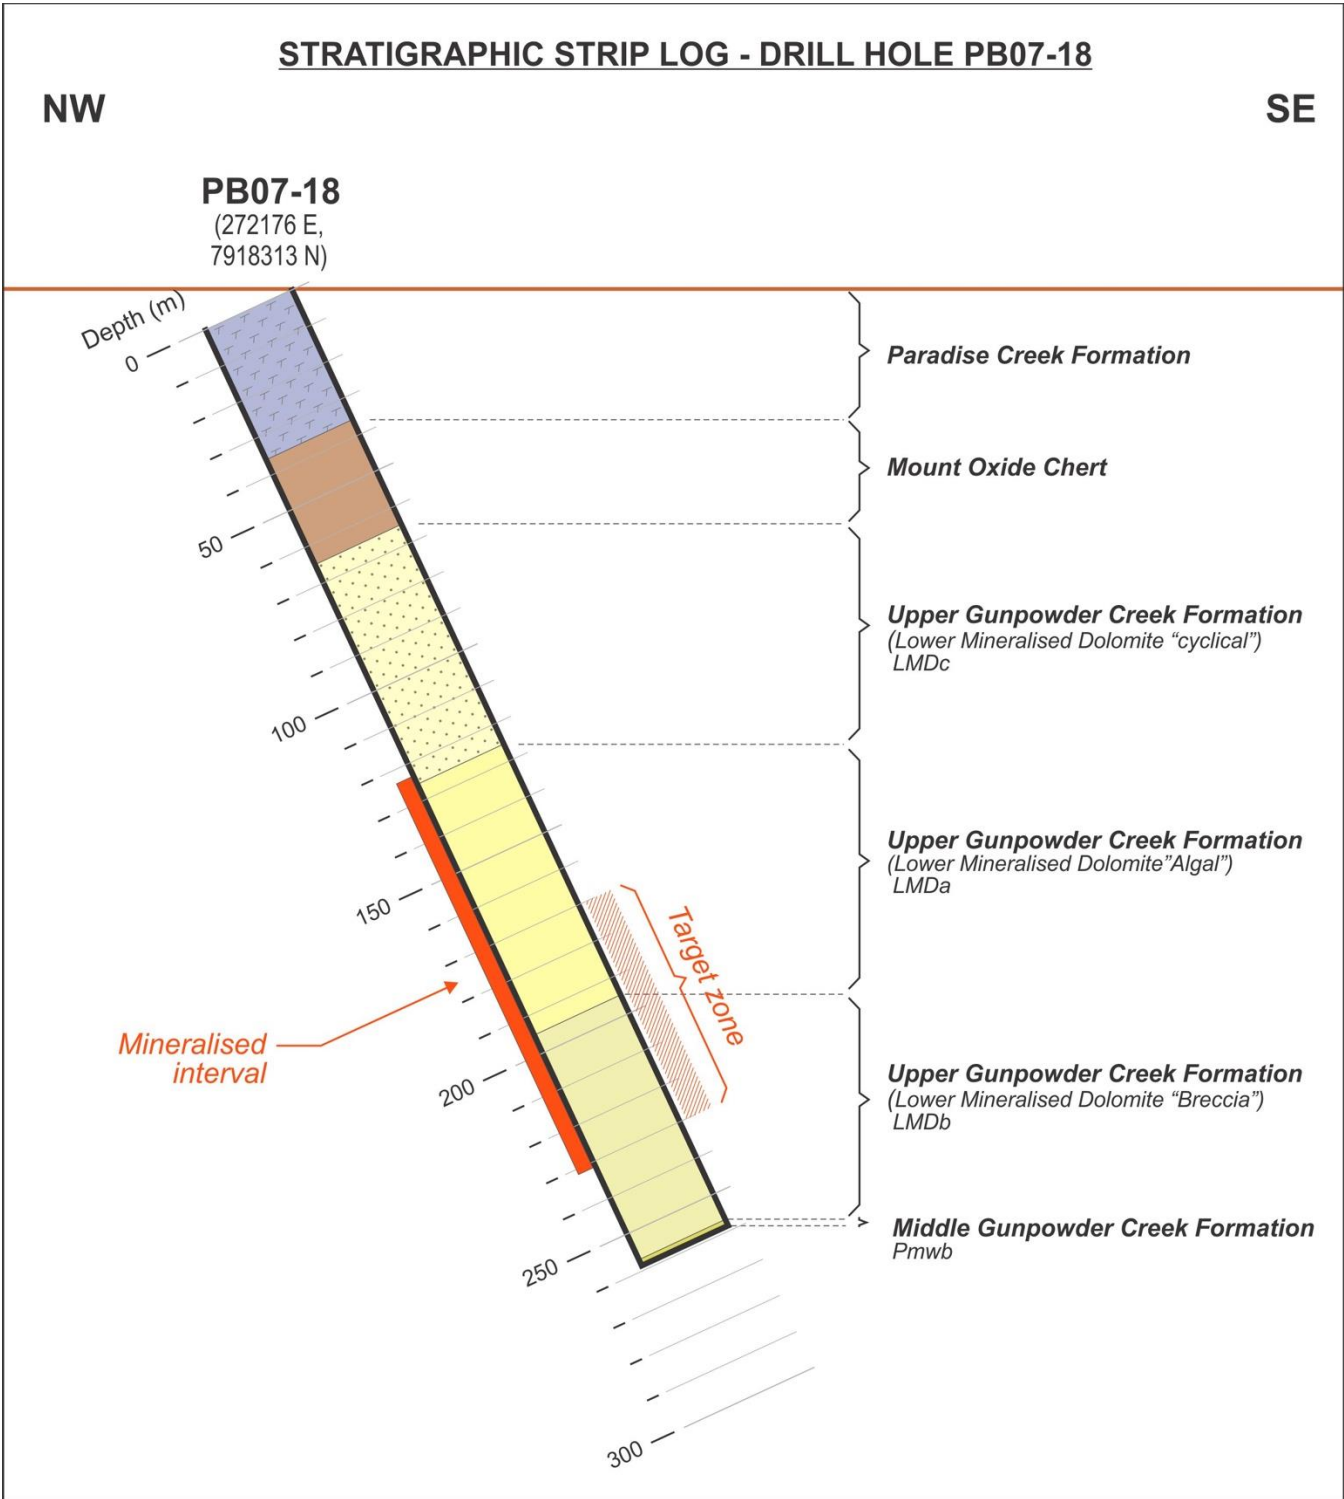 STRATIGRAPHIC STRIP LOG - DRILL HOLE PB07-18
NW
SE
PB07-18
(272176 E,
7918313 N)
Depth (m)
0
50
100
150
200
250
300
Paradise Creek Formation
Mount Oxide Chert
Upper Gunpowder Creek Formation
(Lower Mineralised Dolomite “cyclical”)
LMDc
Upper Gunpowder Creek Formation
(Lower Mineralised Dolomite”Algal”)
LMDa
Target zone
Mineralised
interval
Upper Gunpowder Creek Formation
(Lower Mineralised Dolomite “Breccia”)
LMDb
Middle Gunpowder Creek Formation
Pmwb